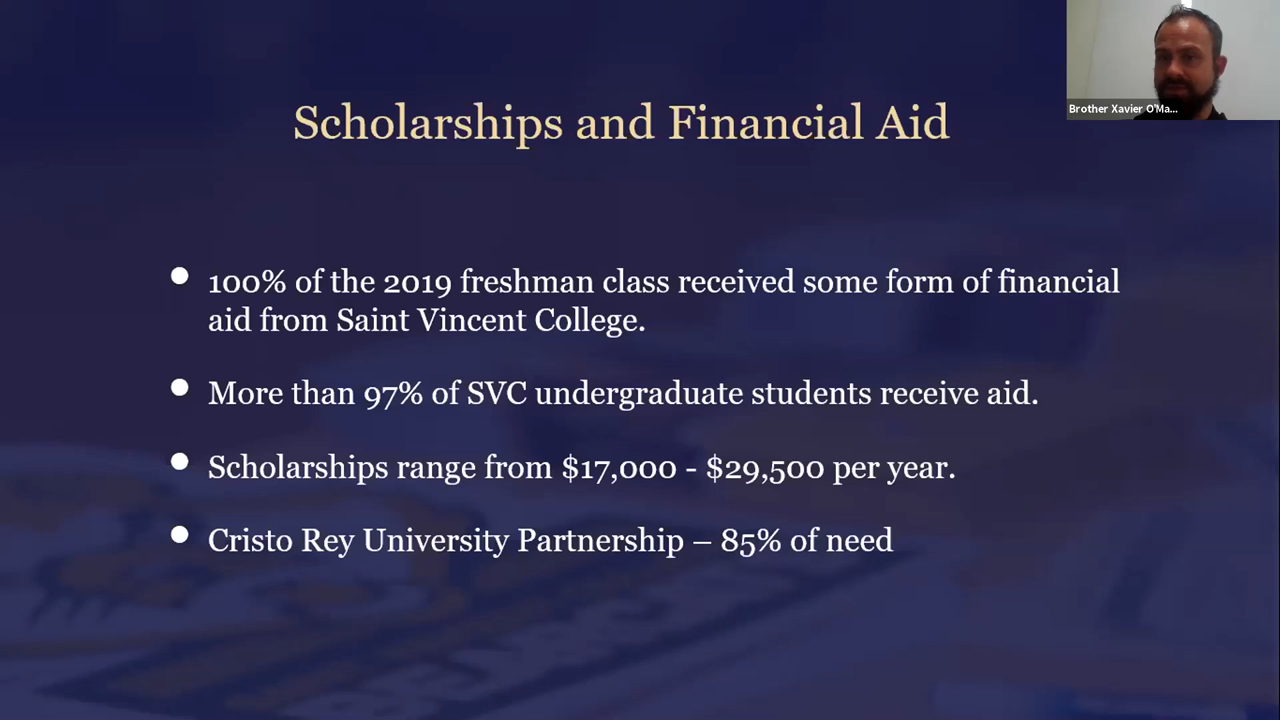 Brother Xavier O'Ma...
Scholarships and Financial Aid
• 100% of the 2019 freshman class received some form of financial
aid from Saint Vincent College.
• More than 97% of SVC undergraduate students receive aid.
• Scholarships range from $17,000 - $29,500 per year.
• Cristo Rey University Partnership – 85% of need